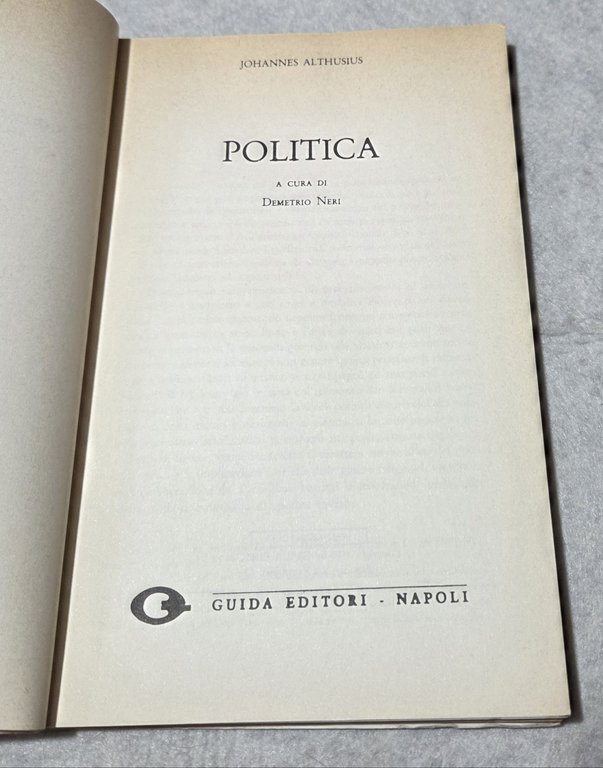 JOHANNES ALTHUSIUS
POLITICA
A CURA DI
DEMETRIO NERI
GUIDA EDITORI - NAPOLI